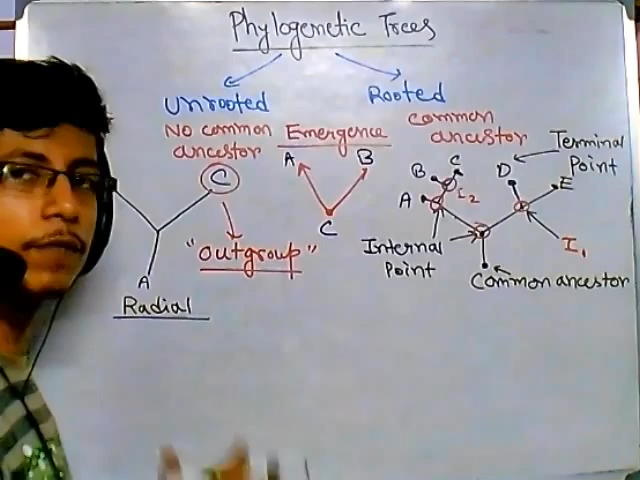 Phylogenetic Trees
Unrooted
No common
ancestor
C
"outgroup"
A
Radial
Emergence
A
B
C
Rooted
common
ancestor
Terminal
Point
B
C
D
E
A
I2
I1
Internal
Point
Common ancestor